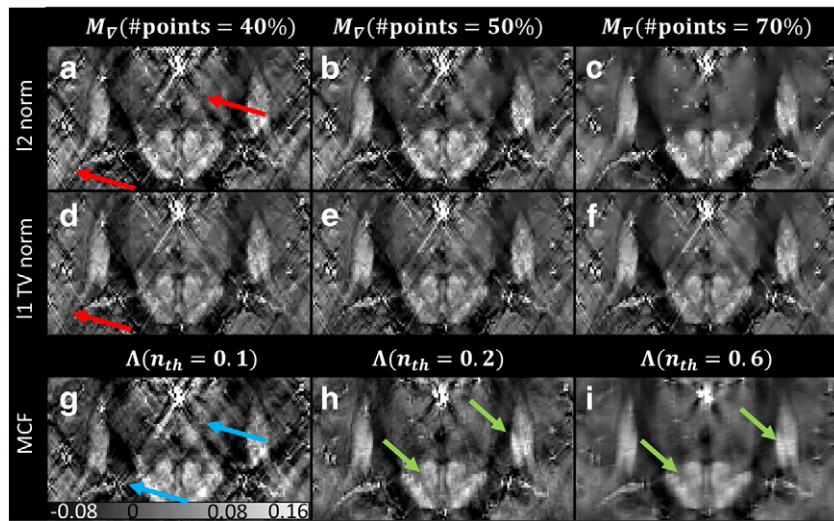 M∇(#points = 40%) M∇(#points = 50%) M∇(#points = 70%)
l2 norm
a b c
l1 TV norm
d e f
Λ(nth = 0.1) Λ(nth = 0.2) Λ(nth = 0.6)
MCF
g h i
-0.08 0 0.08 0.16